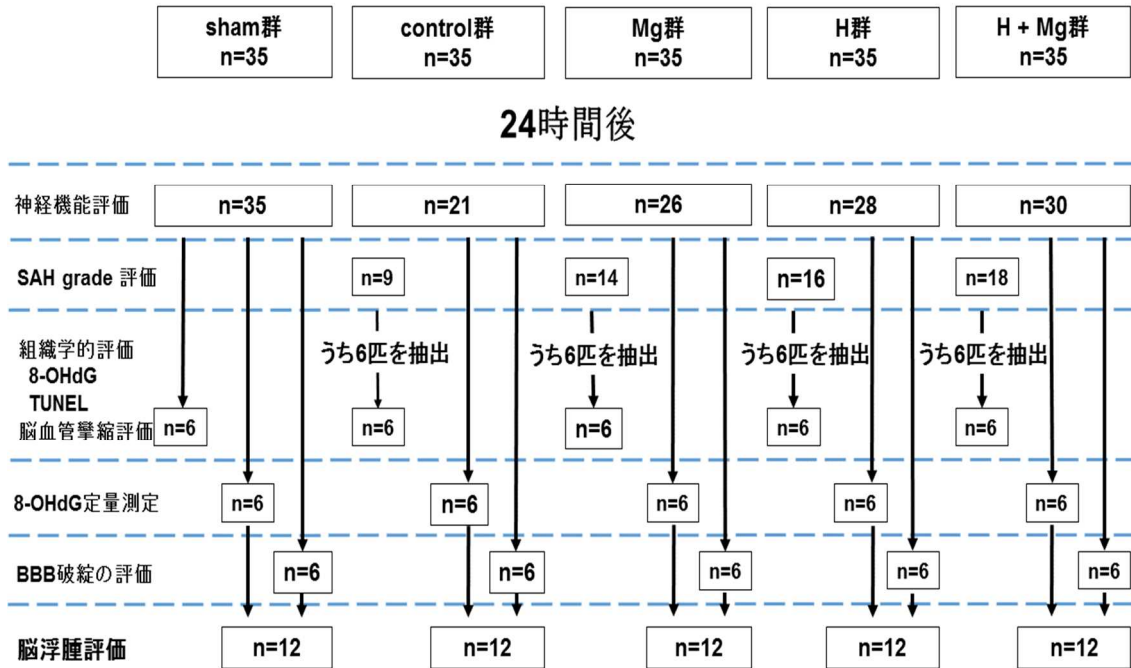 sham群
n=35
control群
n=35
Mg群
n=35
H群
n=35
H + Mg群
n=35
24時間後
神経機能評価
n=35
n=21
n=26
n=28
n=30
SAH grade 評価
n=9
n=14
n=16
n=18
組織学的評価
8-OHdG
TUNEL
脳血管攣縮評価
うち6匹を抽出
うち6匹を抽出
うち6匹を抽出
うち6匹を抽出
n=6
n=6
n=6
n=6
n=6
8-OHdG定量測定
n=6
n=6
n=6
n=6
n=6
BBB破綻の評価
n=6
n=6
n=6
n=6
n=6
脳浮腫評価
n=12
n=12
n=12
n=12
n=12